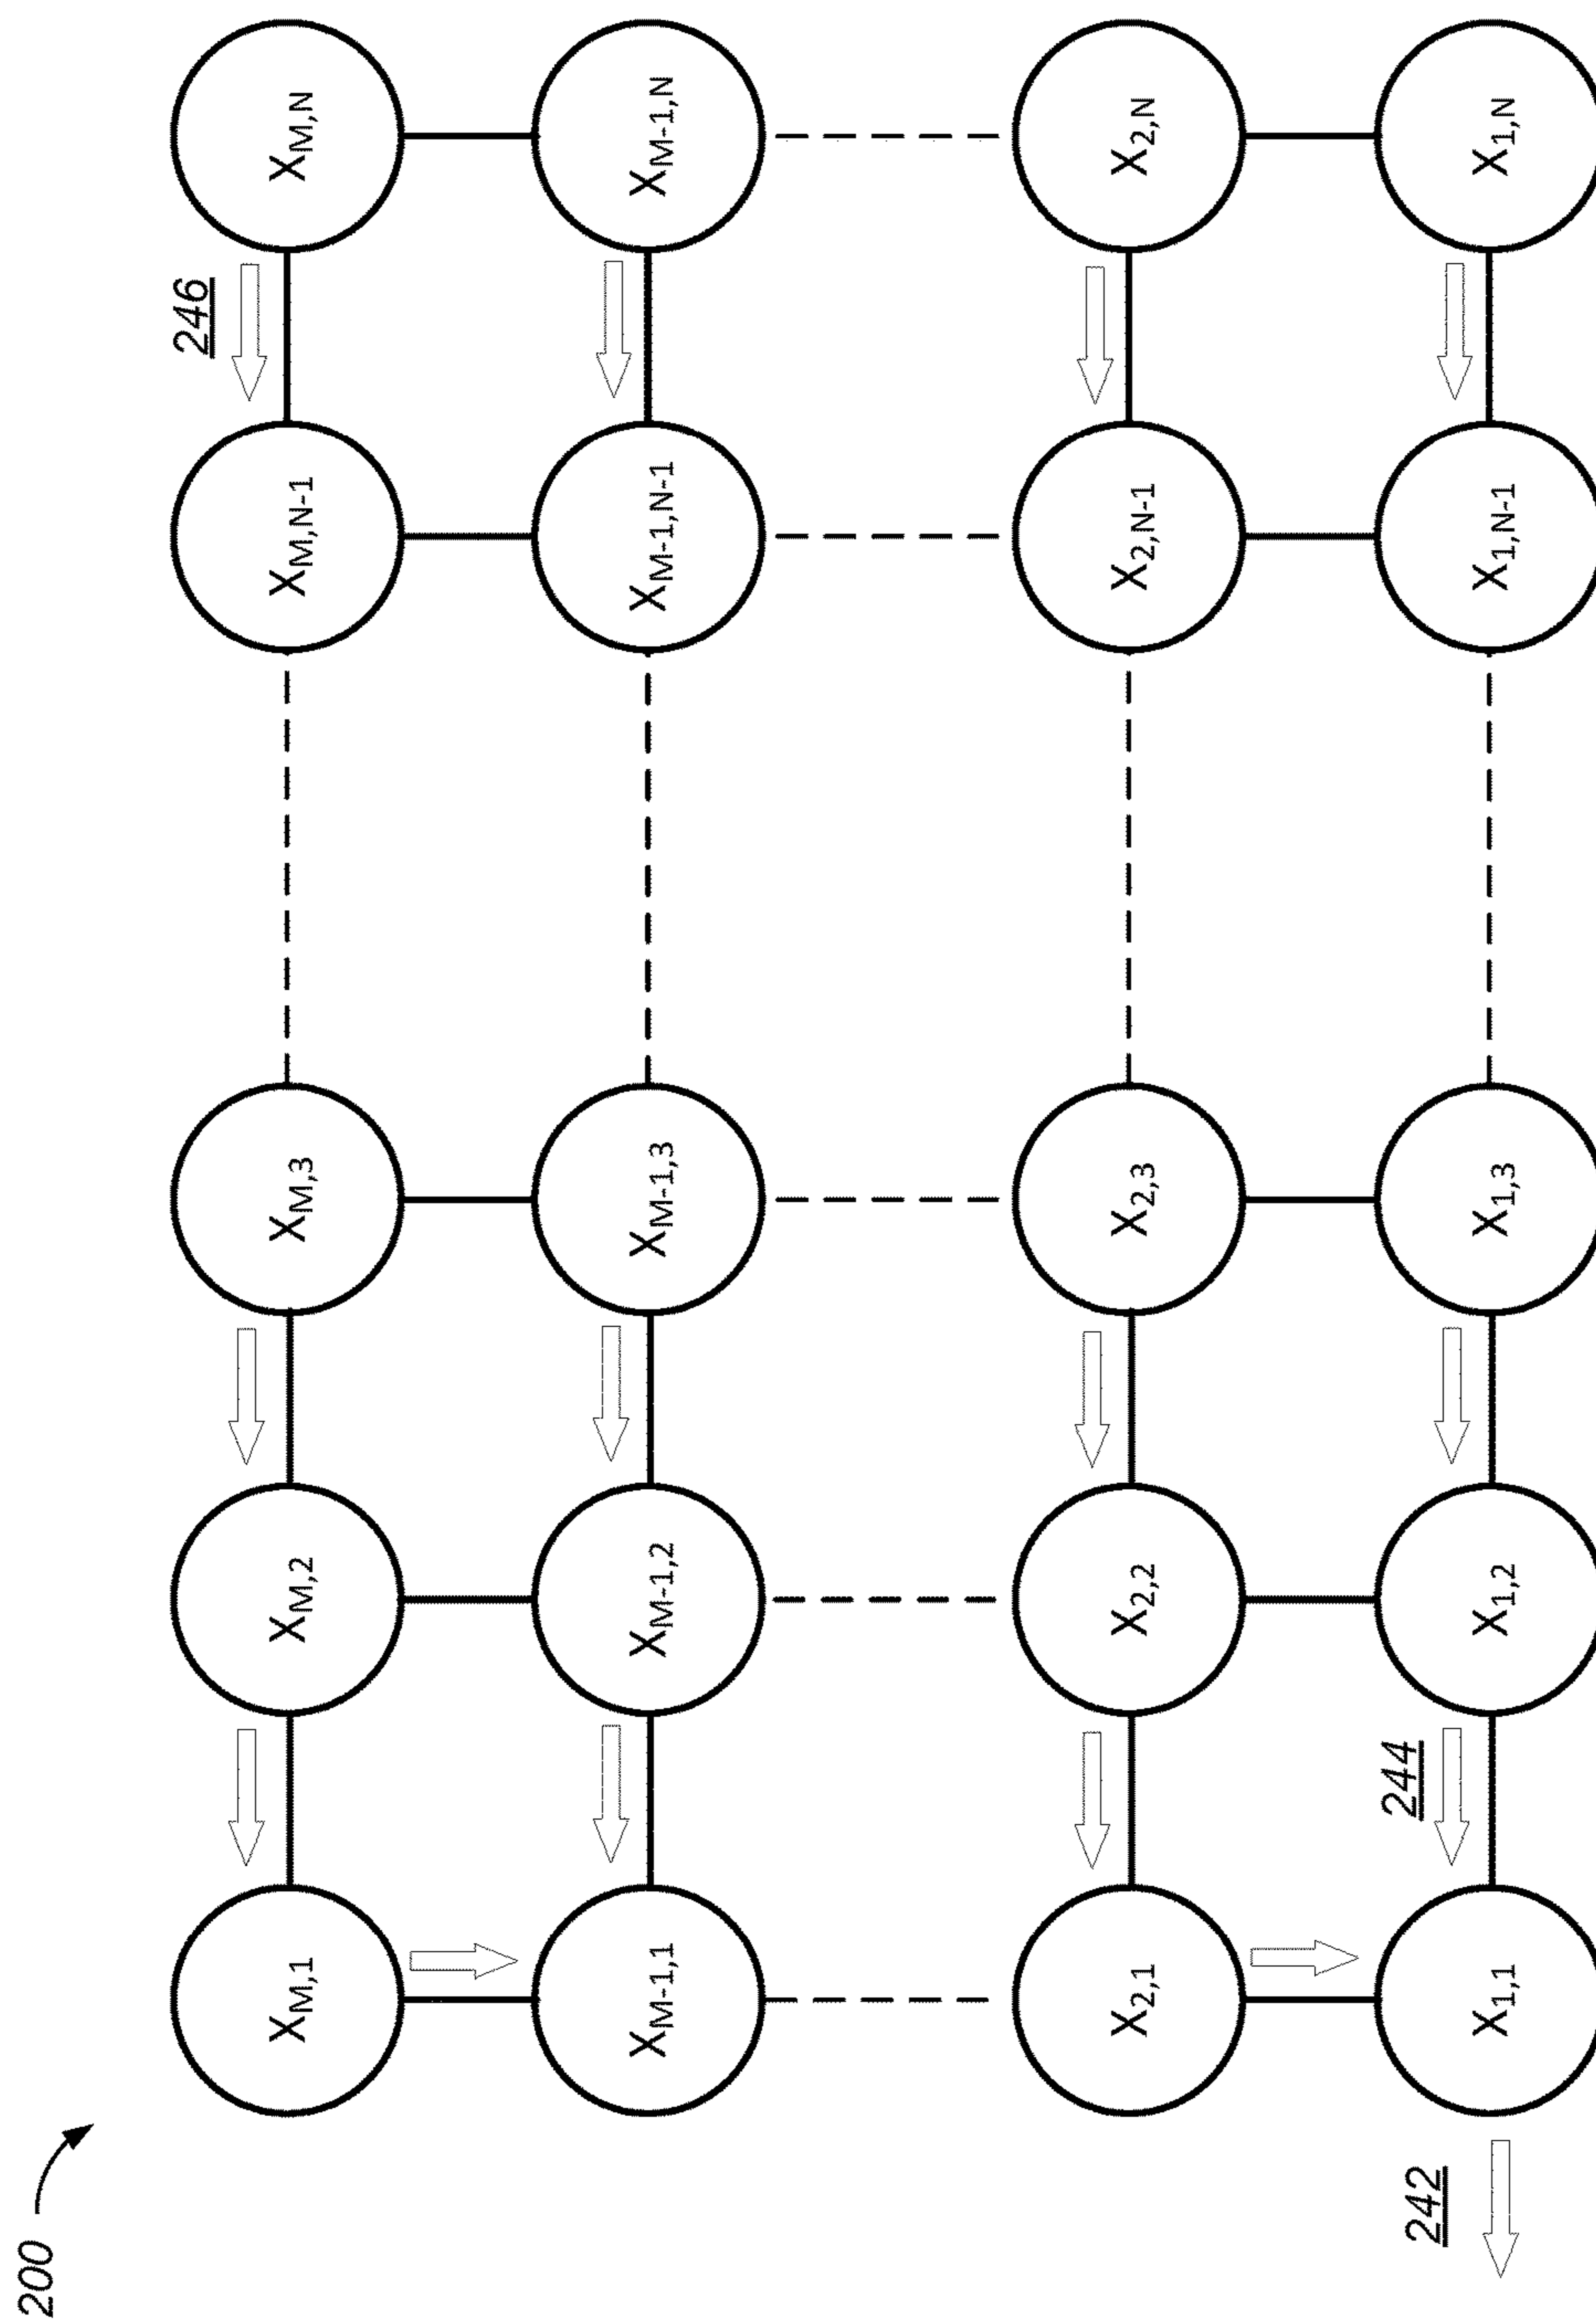 200
246
X_{M,1} X_{M,2} X_{M,3} X_{M,N-1} X_{M,N}
X_{M-1,1} X_{M-1,2} X_{M-1,3} X_{M-1,N-1} X_{M-1,N}
X_{2,1} X_{2,2} X_{2,3} X_{2,N-1} X_{2,N}
242 244
X_{1,1} X_{1,2} X_{1,3} X_{1,N-1} X_{1,N}